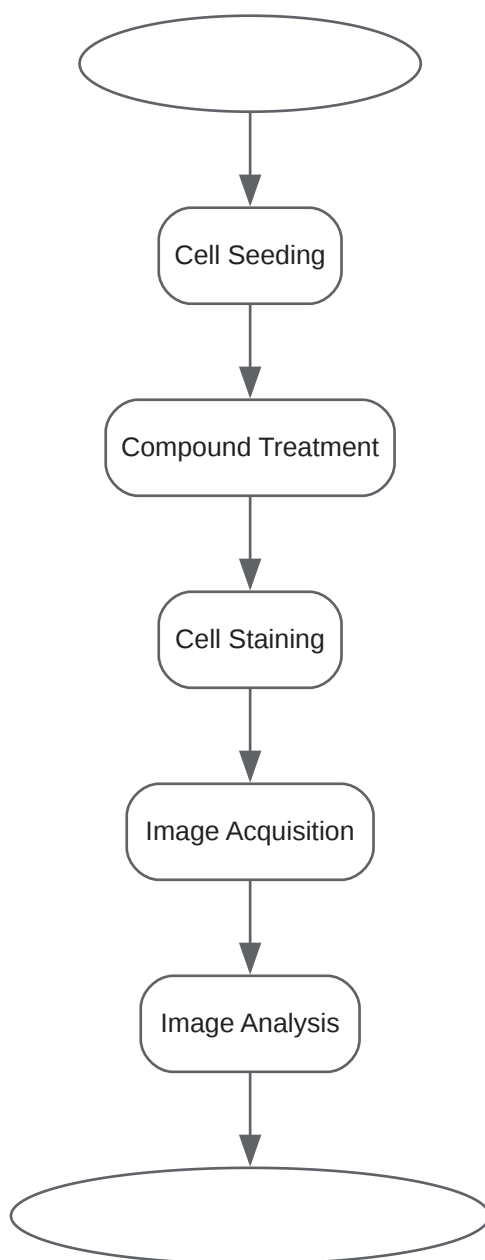 Cell Seeding
Compound Treatment
Cell Staining
Image Acquisition
Image Analysis